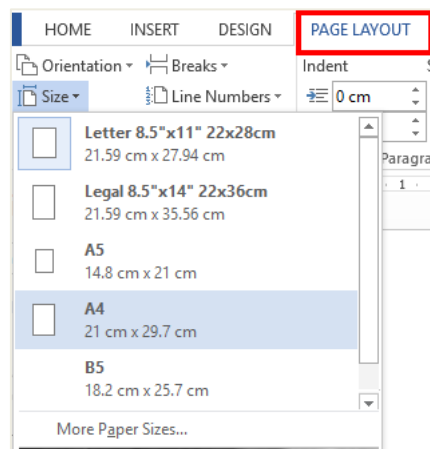 HOME INSERT DESIGN PAGE LAYOUT
Orientation Breaks Indent
Size Line Numbers 0 cm
Letter 8.5"x11" 22x28cm
21.59 cm x 27.94 cm
Paragra
Legal 8.5"x14" 22x36cm
1
21.59 cm x 35.56 cm
A5
14.8 cm x 21 cm
A4
21 cm x 29.7 cm
B5
18.2 cm x 25.7 cm
More Paper Sizes...